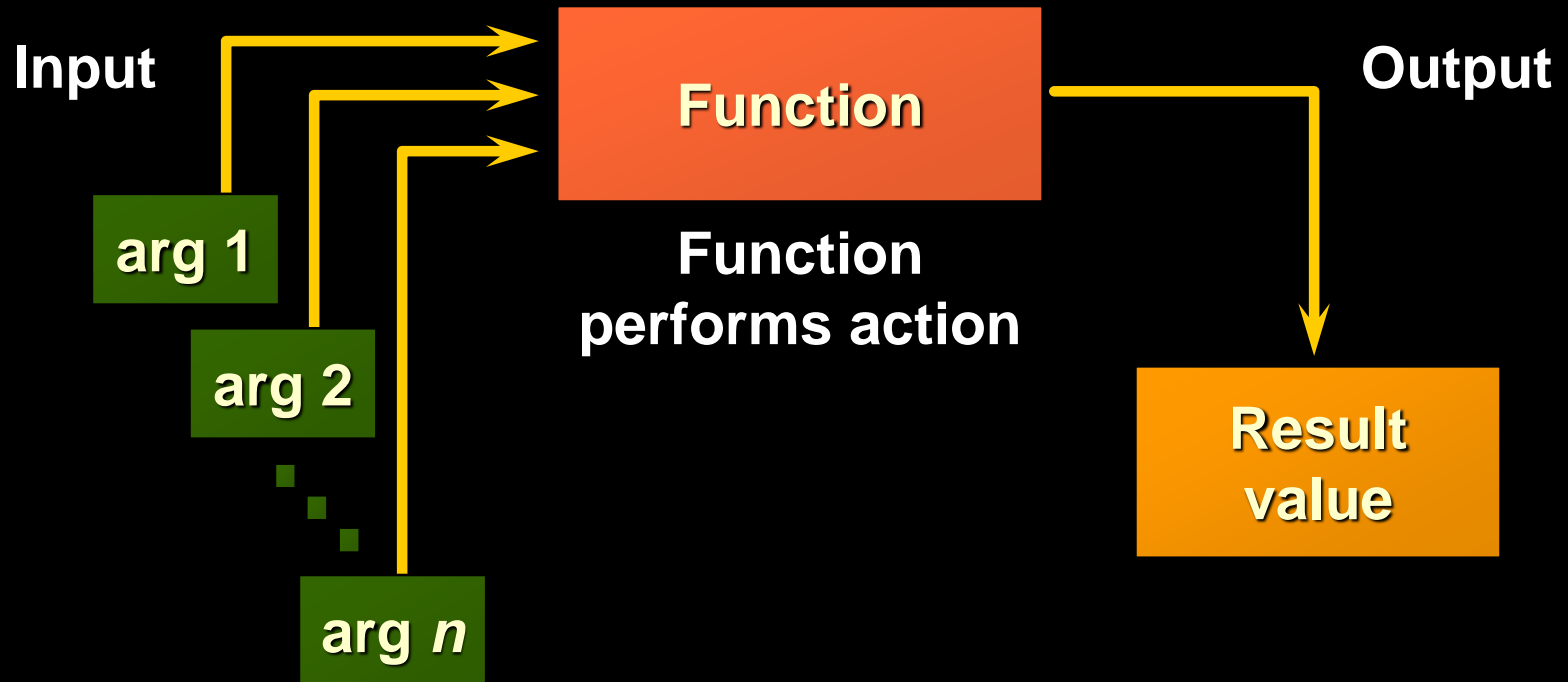 Input
Function
Output
arg 1
Function
performs action
arg 2
Result
value
arg n